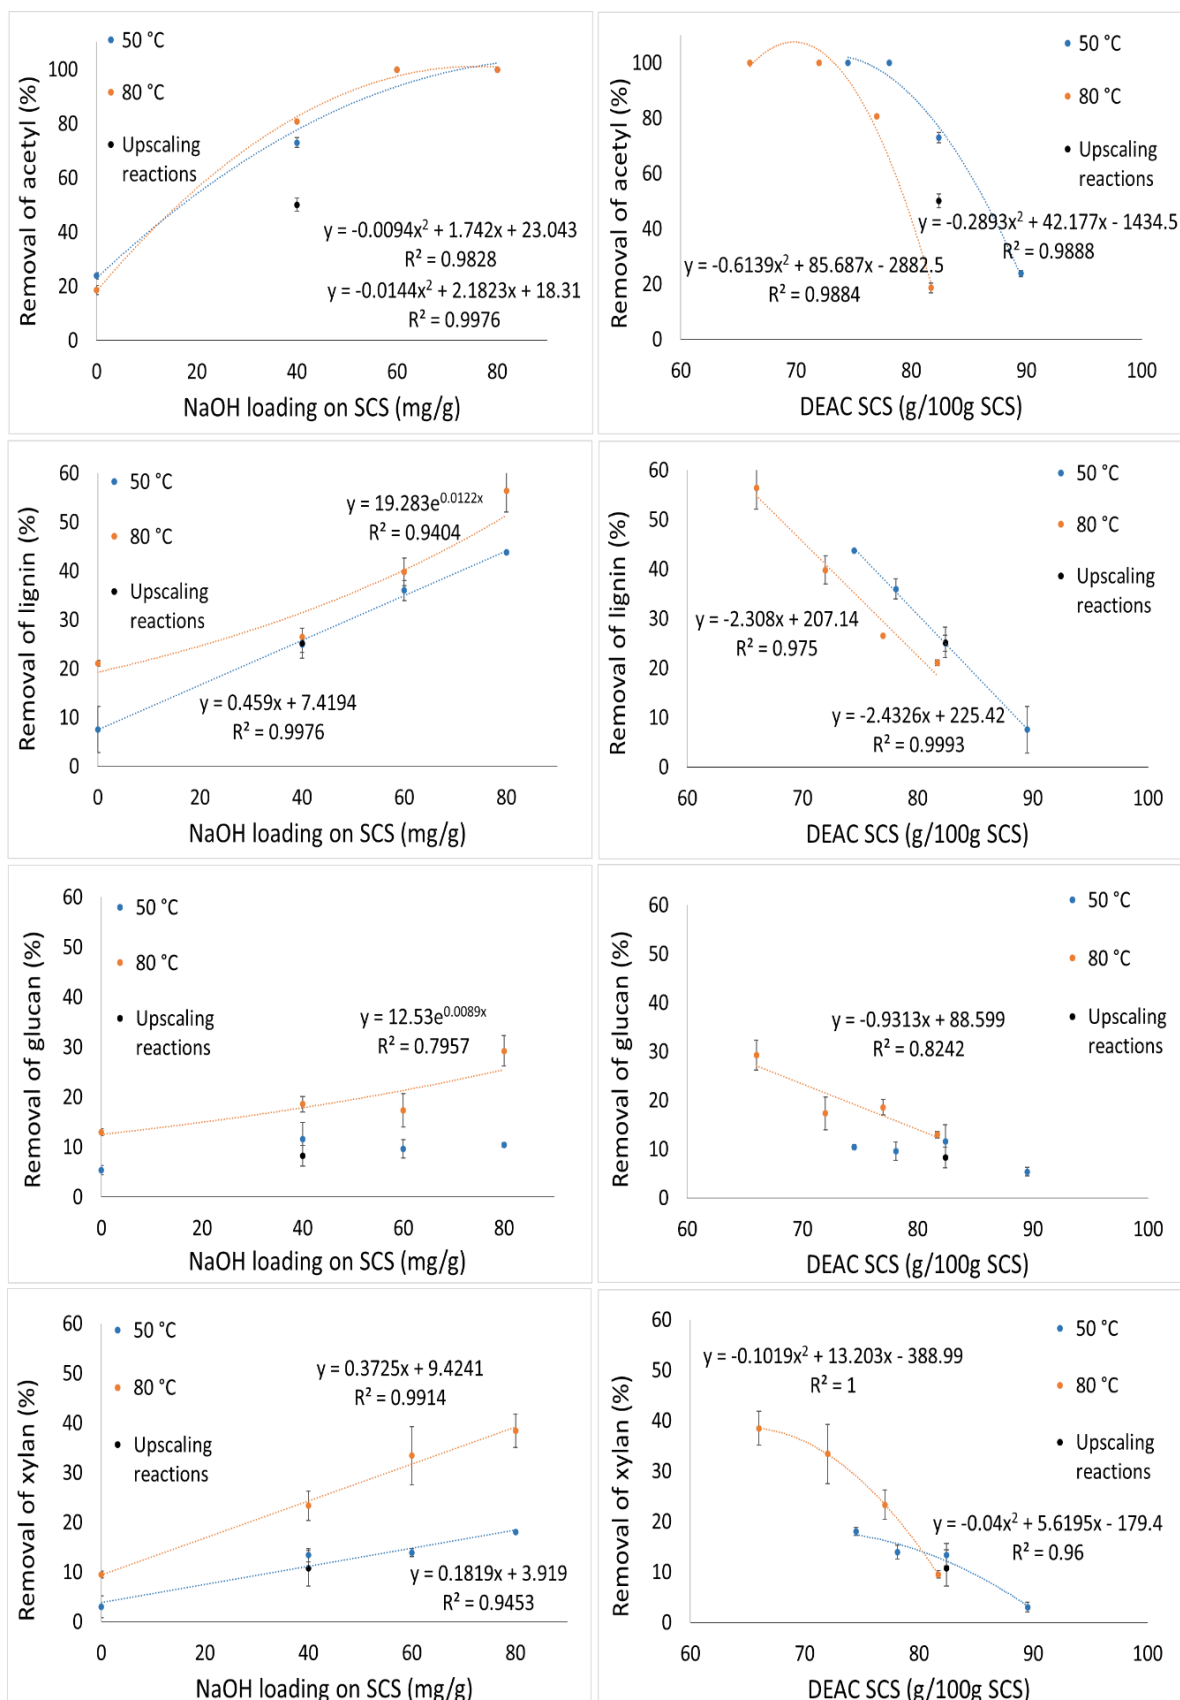 Removal of acetyl (%)
100
80
60
40
20
0
50 °C
80 °C
Upscaling
reactions
y = -0.0094x² + 1.742x + 23.043
R² = 0.9828
y = -0.0144x² + 2.1823x + 18.31
R² = 0.9976
0 20 40 60 80
NaOH loading on SCS (mg/g)
Removal of acetyl (%)
100
80
60
40
20
0
50 °C
80 °C
Upscaling
reactions
y = -0.2893x² + 42.177x - 1434.5
R² = 0.9888
y = -0.6139x² + 85.687x - 2882.5
R² = 0.9884
60 70 80 90 100
DEAC SCS (g/100g SCS)
Removal of lignin (%)
60
50
40
30
20
10
0
50 °C
80 °C
Upscaling
reactions
y = 19.283e^0.0122x
R² = 0.9404
y = 0.459x + 7.4194
R² = 0.9976
0 20 40 60 80
NaOH loading on SCS (mg/g)
Removal of lignin (%)
60
50
40
30
20
10
0
50 °C
80 °C
Upscaling
reactions
y = -2.308x + 207.14
R² = 0.975
y = -2.4326x + 225.42
R² = 0.9993
60 70 80 90 100
DEAC SCS (g/100g SCS)
Removal of glucan (%)
60
50
40
30
20
10
0
50 °C
80 °C
Upscaling
reactions
y = 12.53e^0.0089x
R² = 0.7957
0 20 40 60 80
NaOH loading on SCS (mg/g)
Removal of glucan (%)
60
50
40
30
20
10
0
50 °C
80 °C
Upscaling
reactions
y = -0.9313x + 88.599
R² = 0.8242
60 70 80 90 100
DEAC SCS (g/100g SCS)
Removal of xylan (%)
60
50
40
30
20
10
0
50 °C
80 °C
Upscaling
reactions
y = 0.3725x + 9.4241
R² = 0.9914
y = 0.1819x + 3.919
R² = 0.9453
0 20 40 60 80
NaOH loading on SCS (mg/g)
Removal of xylan (%)
60
50
40
30
20
10
0
50 °C
80 °C
Upscaling
reactions
y = -0.1019x² + 13.203x - 388.99
R² = 1
y = -0.04x² + 5.6195x - 179.4
R² = 0.96
60 70 80 90 100
DEAC SCS (g/100g SCS)